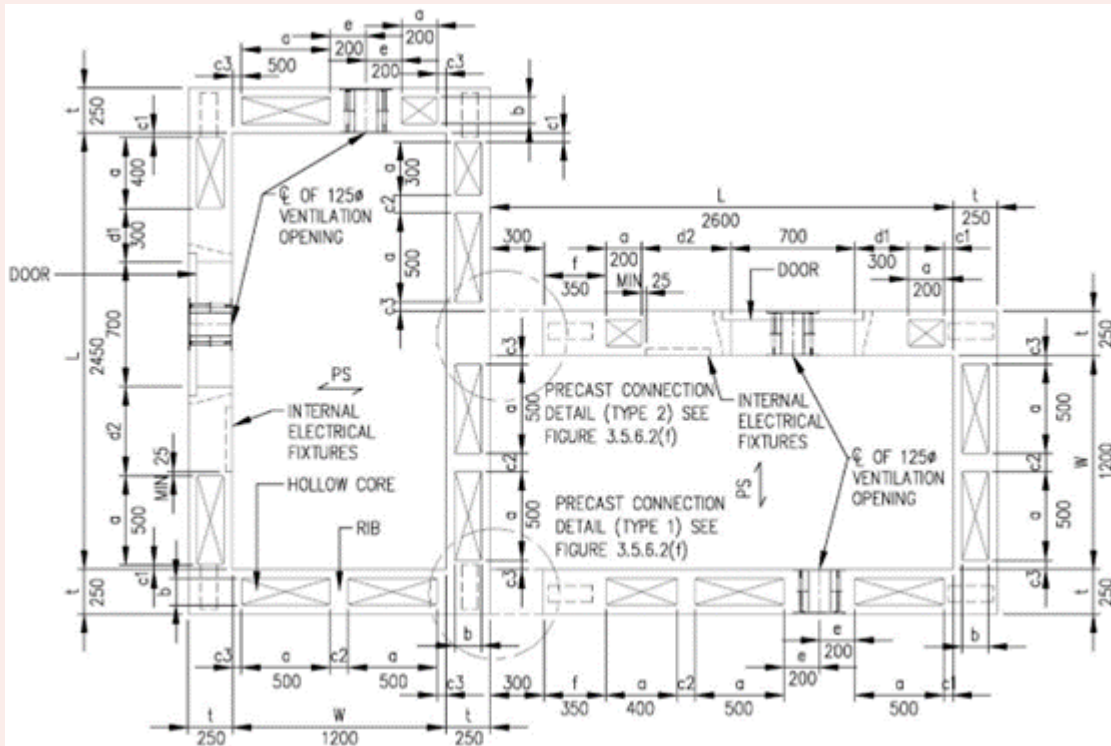 a
e
a
200
200
e
200
500
c3
c3
t
250
c1
b
c1
a
400
a
300
℄ OF 125ø
VENTILATION
OPENING
c2
L
2600
t
250
d1
300
a
500
300
a
200
d2
700
d1
300
c1
DOOR
f
350
MIN 25
DOOR
a
200
c3
700
L
2450
t
250
c3
c3
PS
PRECAST CONNECTION
DETAIL (TYPE 2) SEE
FIGURE 3.5.6.2(f)
INTERNAL
ELECTRICAL
FIXTURES
a
500
a
500
INTERNAL
ELECTRICAL
FIXTURES
d2
c2
℄ OF 125ø
VENTILATION
OPENING
c2
W
1200
MIN 25
HOLLOW CORE
PS
a
500
PRECAST CONNECTION
DETAIL (TYPE 1) SEE
FIGURE 3.5.6.2(f)
a
500
a
500
RIB
c1
b
c3
c3
t
250
t
250
b
e
200
e
200
b
c3
a
500
c2
a
500
c3
300
f
350
a
400
c2
a
500
a
500
c1
t
250
W
1200
t
250